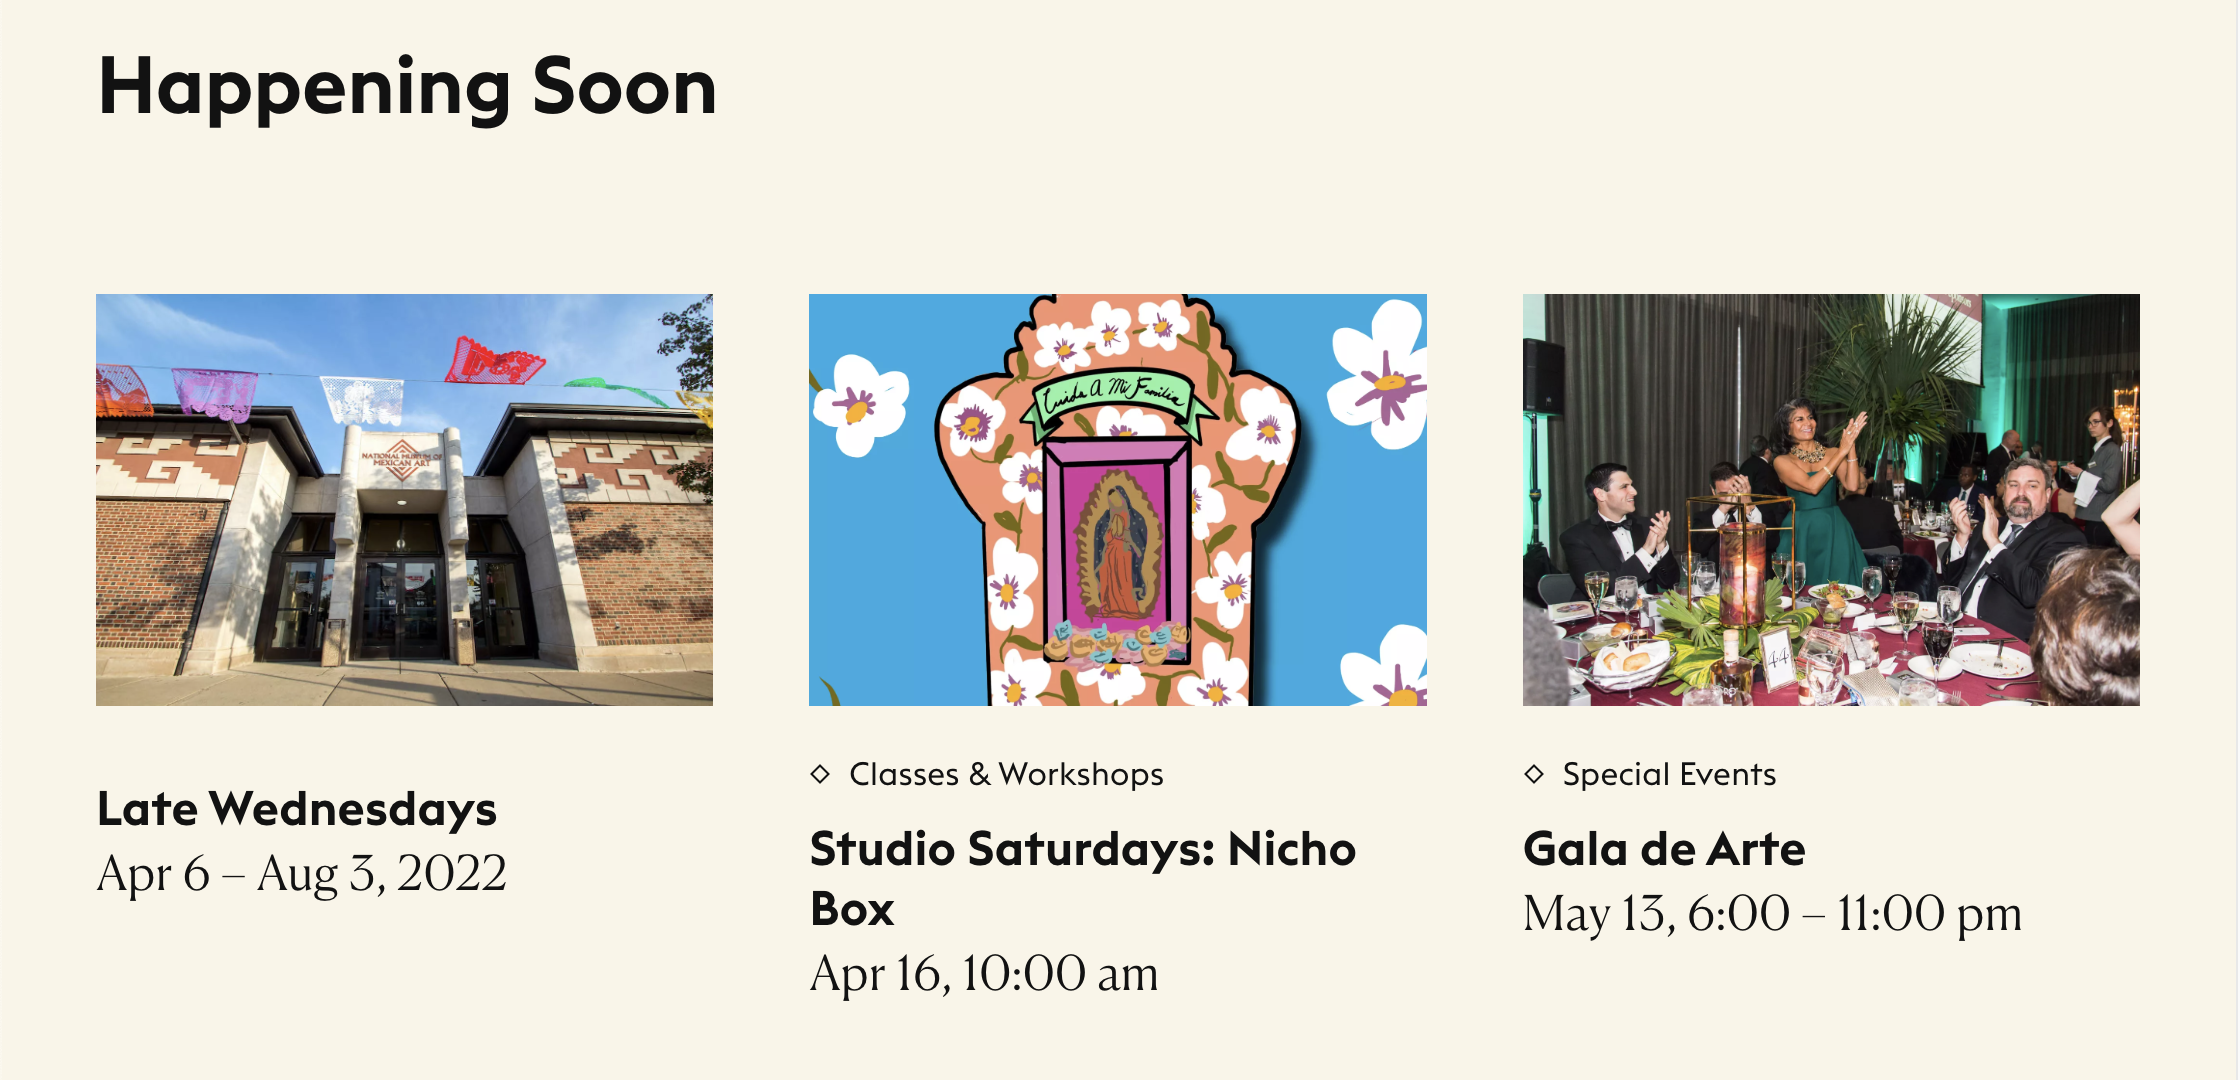 Happening Soon
NATIONAL MUSEUM OF
MEXICAN ART
Late Wednesdays
Apr 6 – Aug 3, 2022
Cuida A Mi Familia
◇ Classes & Workshops
Studio Saturdays: Nicho
Box
Apr 16, 10:00 am
44
◇ Special Events
Gala de Arte
May 13, 6:00 – 11:00 pm